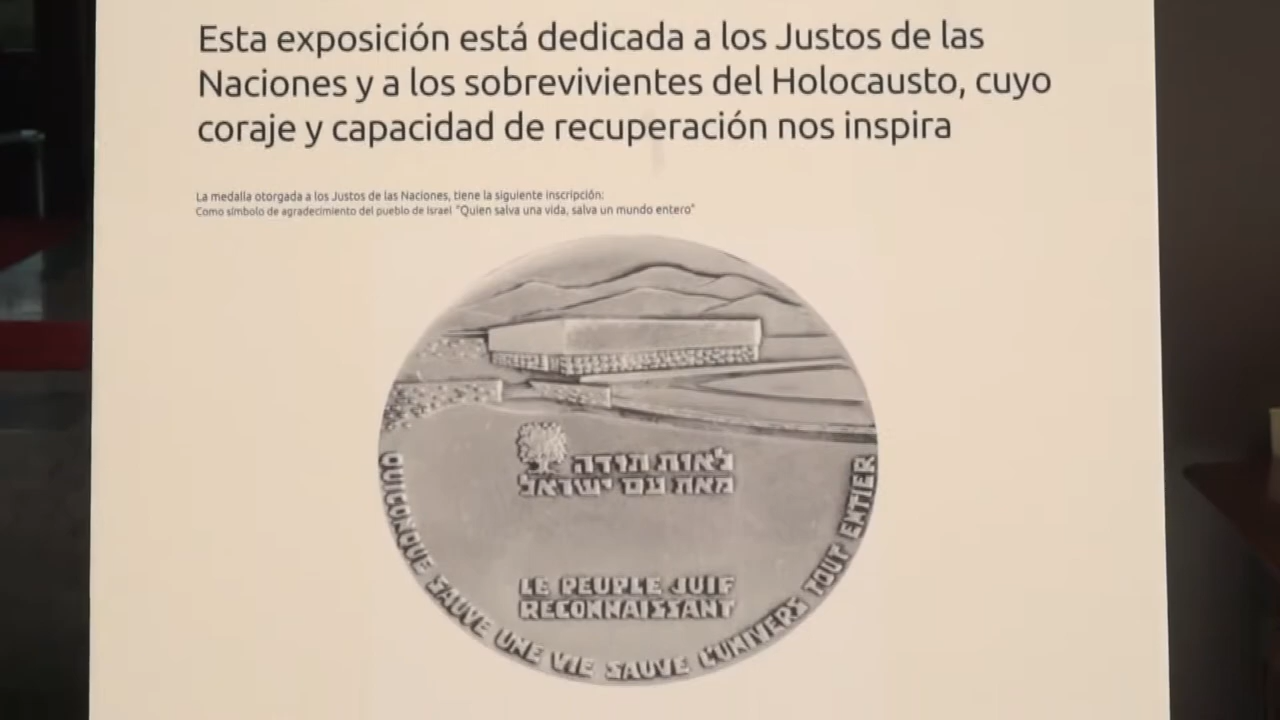 Esta exposición está dedicada a los Justos de las
Naciones y a los sobrevivientes del Holocausto, cuyo
coraje y capacidad de recuperación nos inspira
La medalla otorgada a los Justos de las Naciones, tiene la siguiente inscripción:
Como símbolo de agradecimiento del pueblo de Israel "Quien salva una vida, salva un mundo entero"
לאות תודה
מאת עם ישראל
LE PEUPLE JUIF
RECONNAISSANT
QUICONQUE SAUVE UNE VIE SAUVE L'UNIVERS TOUT ENTIER